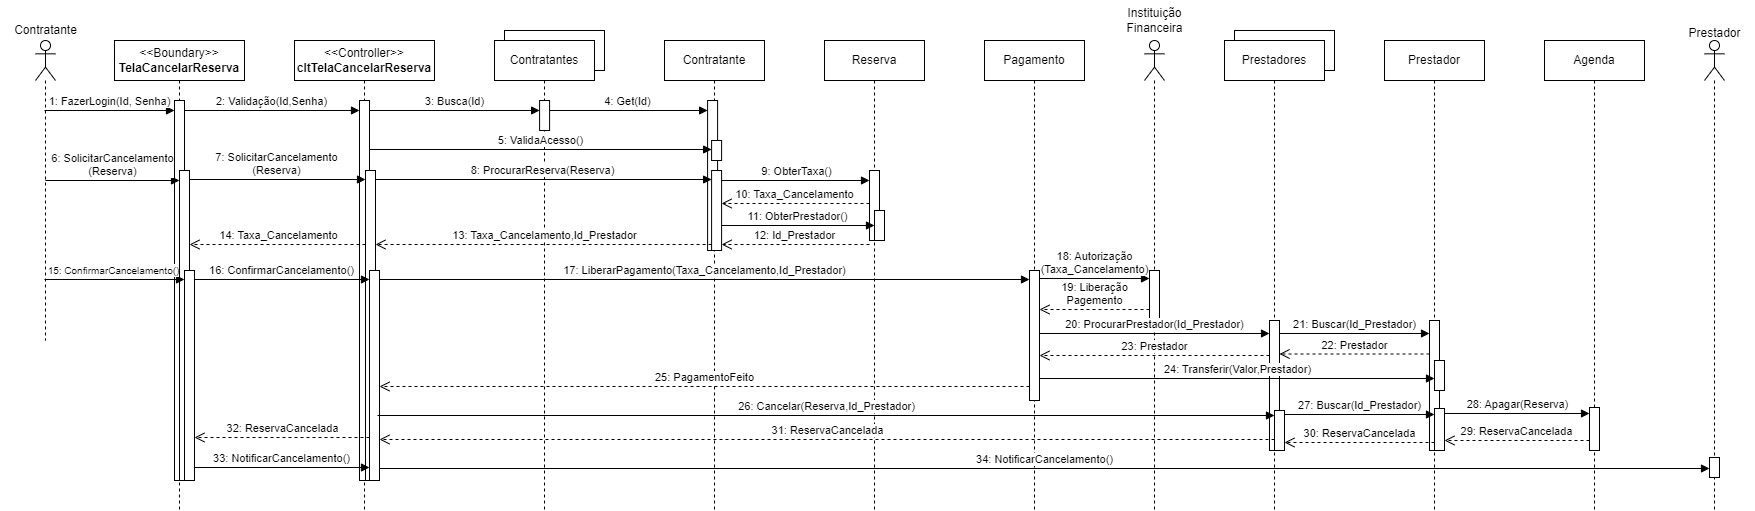 Contratante
<<Boundary>>
TelaCancelarReserva
<<Controller>>
cltTelaCancelarReserva
Contratantes
Contratante
Reserva
Pagamento
Instituição
Financeira
Prestadores
Prestador
Agenda
Prestador
1: FazerLogin(Id, Senha)
2: Validação(Id,Senha)
3: Busca(Id)
4: Get(Id)
5: ValidaAcesso()
6: SolicitarCancelamento
(Reserva)
7: SolicitarCancelamento
(Reserva)
8: ProcurarReserva(Reserva)
9: ObterTaxa()
10: Taxa_Cancelamento
11: ObterPrestador()
12: Id_Prestador
13: Taxa_Cancelamento,Id_Prestador
14: Taxa_Cancelamento
15: ConfirmarCancelamento()
16: ConfirmarCancelamento()
17: LiberarPagamento(Taxa_Cancelamento,Id_Prestador)
18: Autorização
(Taxa_Cancelamento)
19: Liberação
Pagemento
20: ProcurarPrestador(Id_Prestador)
21: Buscar(Id_Prestador)
22: Prestador
23: Prestador
24: Transferir(Valor,Prestador)
25: PagamentoFeito
26: Cancelar(Reserva,Id_Prestador)
27: Buscar(Id_Prestador)
28: Apagar(Reserva)
29: ReservaCancelada
30: ReservaCancelada
31: ReservaCancelada
32: ReservaCancelada
33: NotificarCancelamento()
34: NotificarCancelamento()